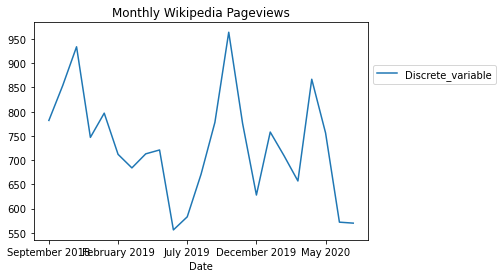 Monthly Wikipedia Pageviews
950
900
850
800
750
700
650
600
550
Discrete_variable
September 2018 February 2019 July 2019 December 2019 May 2020
Date